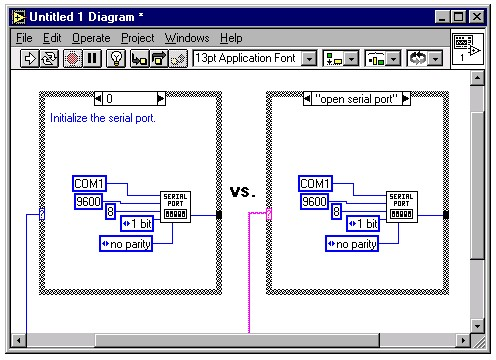 Untitled 1 Diagram *
File Edit Operate Project Windows Help
13pt Application Font
1
0
"open serial port"
Initialize the serial port.
COM1
9600
8
1 bit
no parity
SERIAL
PORT
?
vs.
COM1
9600
8
1 bit
no parity
SERIAL
PORT
?